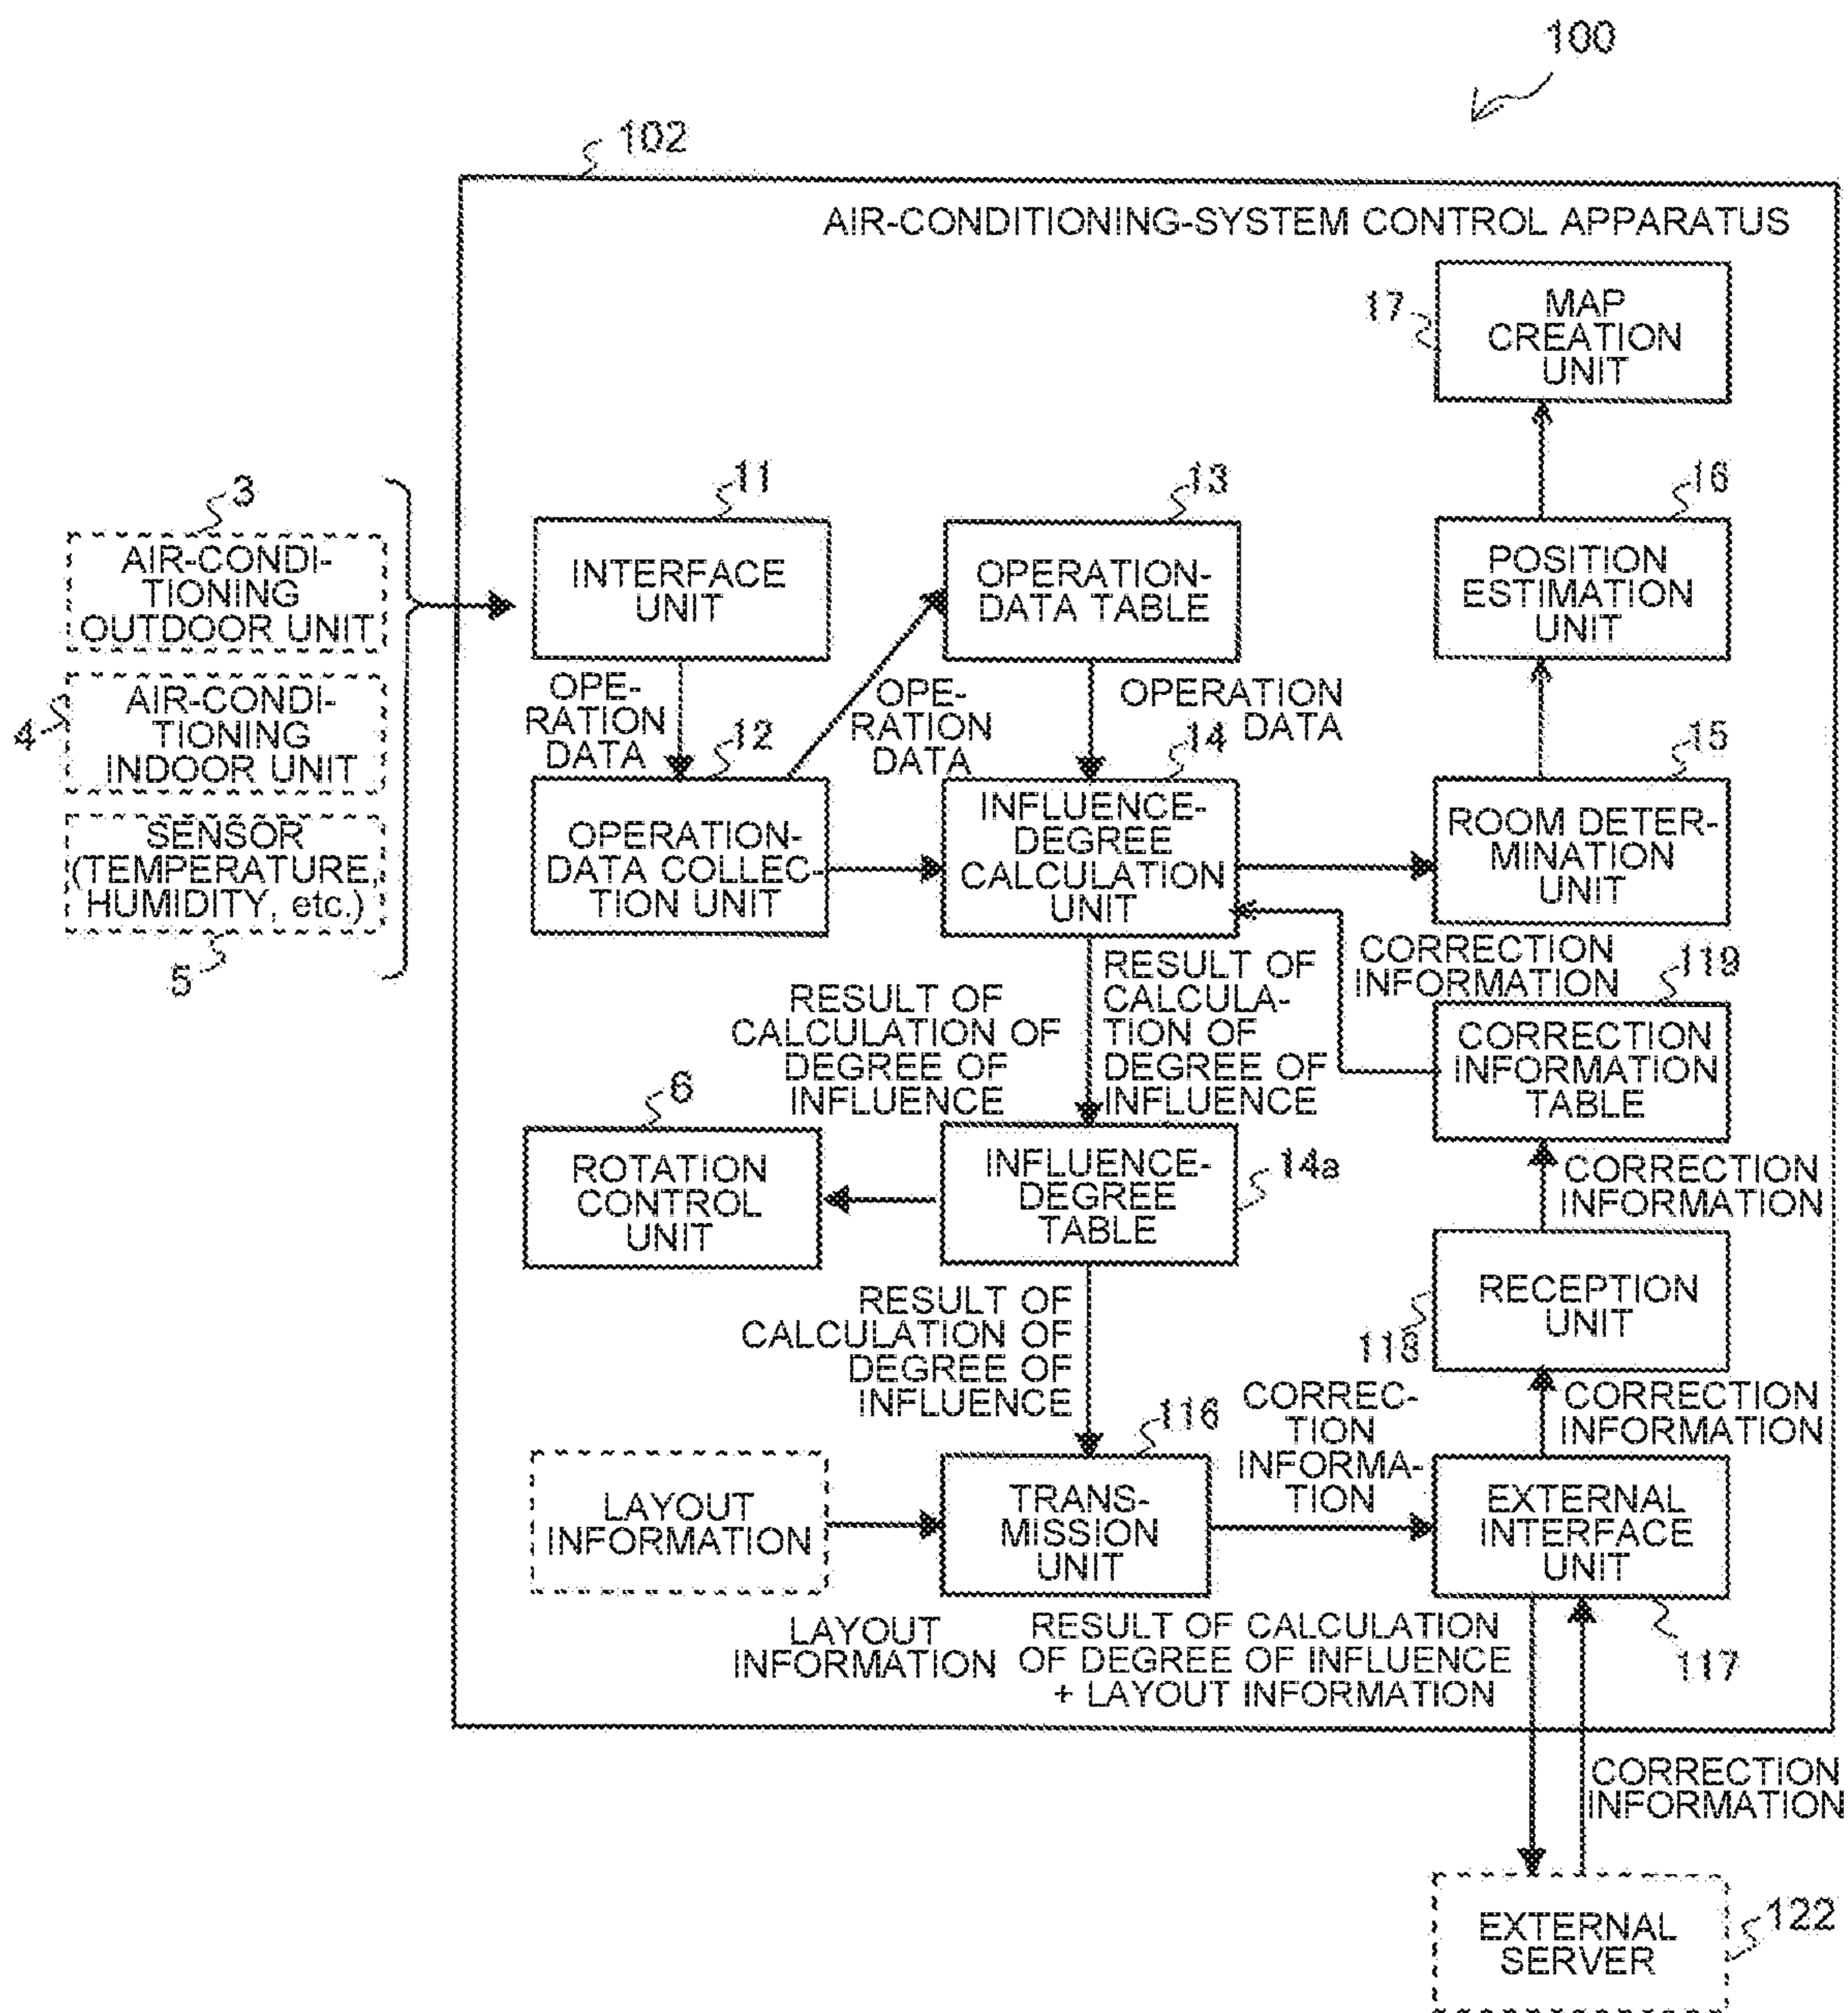 100
102
AIR-CONDITIONING-SYSTEM CONTROL APPARATUS
17
MAP
CREATION
UNIT
3
AIR-CONDI-
TIONING
OUTDOOR UNIT
4
AIR-CONDI-
TIONING
INDOOR UNIT
SENSOR
(TEMPERATURE,
HUMIDITY, etc.)
5
11
INTERFACE
UNIT
13
OPERATION-
DATA TABLE
16
POSITION
ESTIMATION
UNIT
OPE-
RATION
DATA
OPE-
RATION
DATA
OPERATION
DATA
12
OPERATION-
DATA COLLEC-
TION UNIT
14
INFLUENCE-
DEGREE
CALCULATION
UNIT
15
ROOM DETER-
MINATION
UNIT
RESULT OF
CALCULATION OF
DEGREE OF
INFLUENCE
RESULT OF
CALCULA-
TION OF
DEGREE OF
INFLUENCE
CORRECTION
INFORMATION
119
CORRECTION
INFORMATION
TABLE
6
ROTATION
CONTROL
UNIT
INFLUENCE-
DEGREE
TABLE
14a
CORRECTION
INFORMATION
RECEPTION
UNIT
118
RESULT OF
CALCULATION OF
DEGREE OF
INFLUENCE
CORRECTION
INFORMATION
CORREC-
TION
INFORMA-
TION
116
LAYOUT
INFORMATION
TRANS-
MISSION
UNIT
EXTERNAL
INTERFACE
UNIT
117
LAYOUT
INFORMATION
RESULT OF CALCULATION
OF DEGREE OF INFLUENCE
+ LAYOUT INFORMATION
CORRECTION
INFORMATION
EXTERNAL
SERVER
122